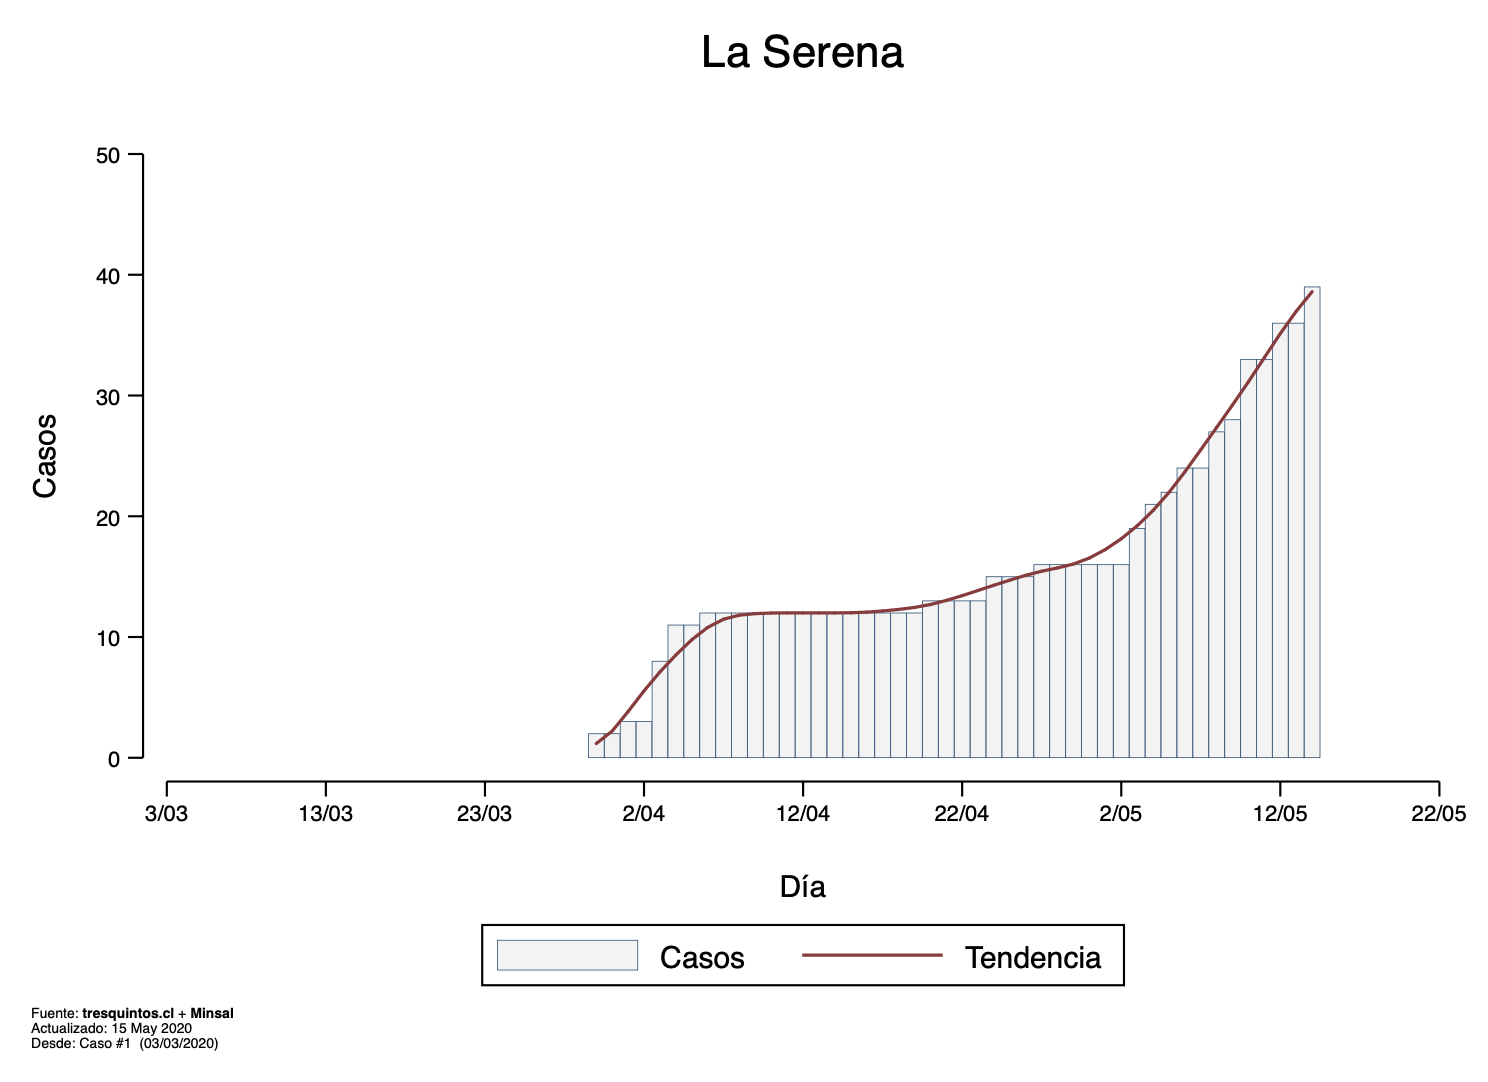 La Serena
50
40
30
20
10
0
Casos
3/03 13/03 23/03 2/04 12/04 22/04 2/05 12/05 22/05
Día
Casos Tendencia
Fuente: tresquintos.cl + Minsal
Actualizado: 15 May 2020
Desde: Caso #1 (03/03/2020)